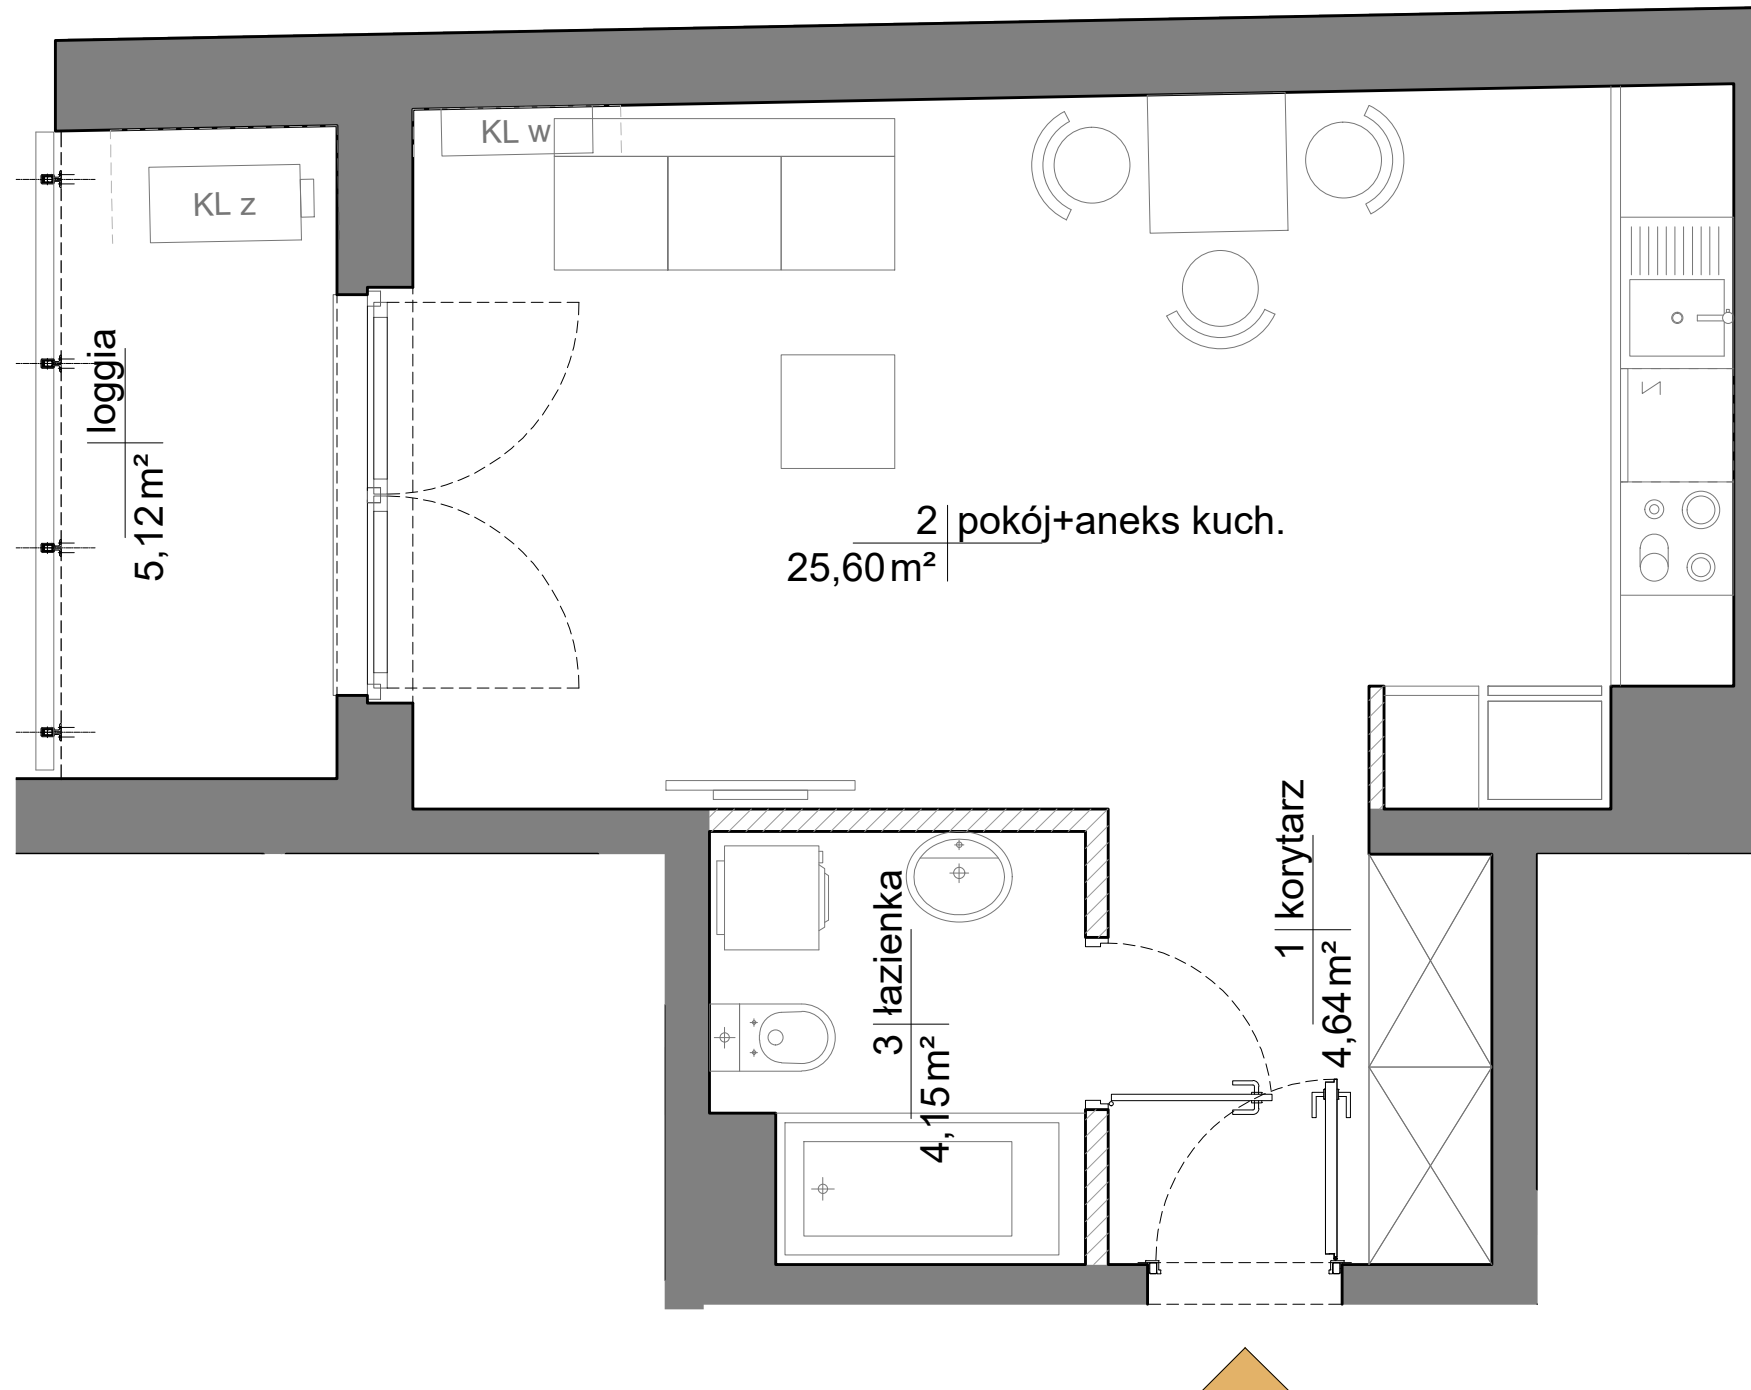 KL w
KL z
loggia
5,12 m²
2 pokój+aneks kuch.
25,60 m²
1 korytarz
4,64 m²
3 łazienka
4,15 m²